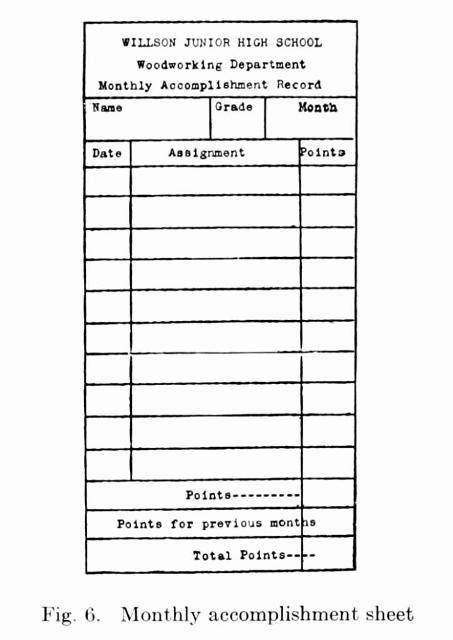 WILLSON JUNIOR HIGH SCHOOL
Woodworking Department
Monthly Accomplishment Record
Name Grade Month
Date Assignment Points
Points---------
Points for previous months
Total Points----
Fig. 6. Monthly accomplishment sheet